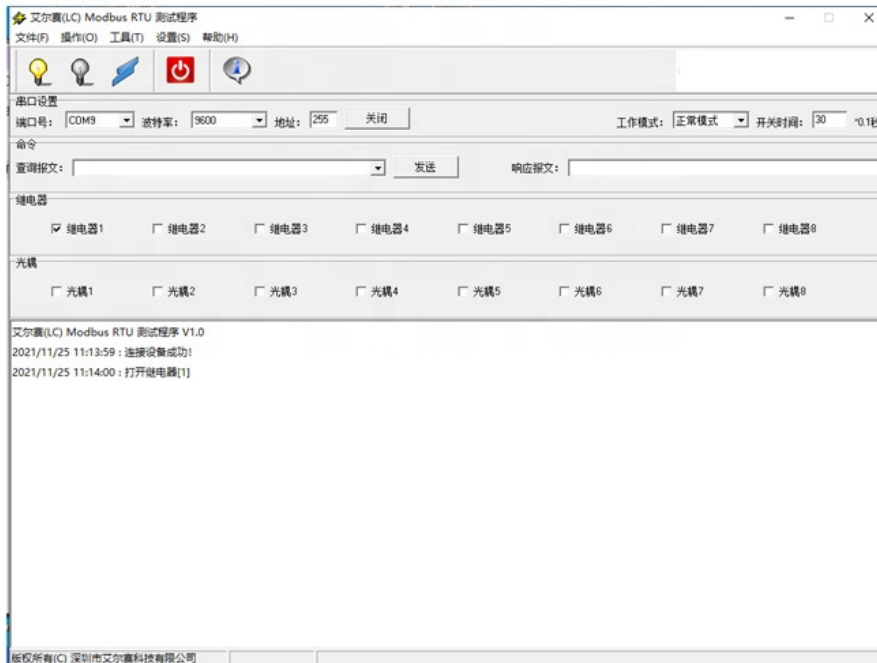 艾尔赛(LC) Modbus RTU 测试程序
文件(F) 操作(O) 工具(T) 设置(S) 帮助(H)
串口设置
端口号: COM9 波特率: 9600 地址: 255 关闭 工作模式: 正常模式 开关时间: 30 *0.1秒
命令
查询报文: 发送 响应报文:
继电器
继电器1 继电器2 继电器3 继电器4 继电器5 继电器6 继电器7 继电器8
光耦
光耦1 光耦2 光耦3 光耦4 光耦5 光耦6 光耦7 光耦8
艾尔赛(LC) Modbus RTU 测试程序 V1.0
2021/11/25 11:13:59 : 连接设备成功!
2021/11/25 11:14:00 : 打开继电器[1]
版权所有(C) 深圳市艾尔赛科技有限公司